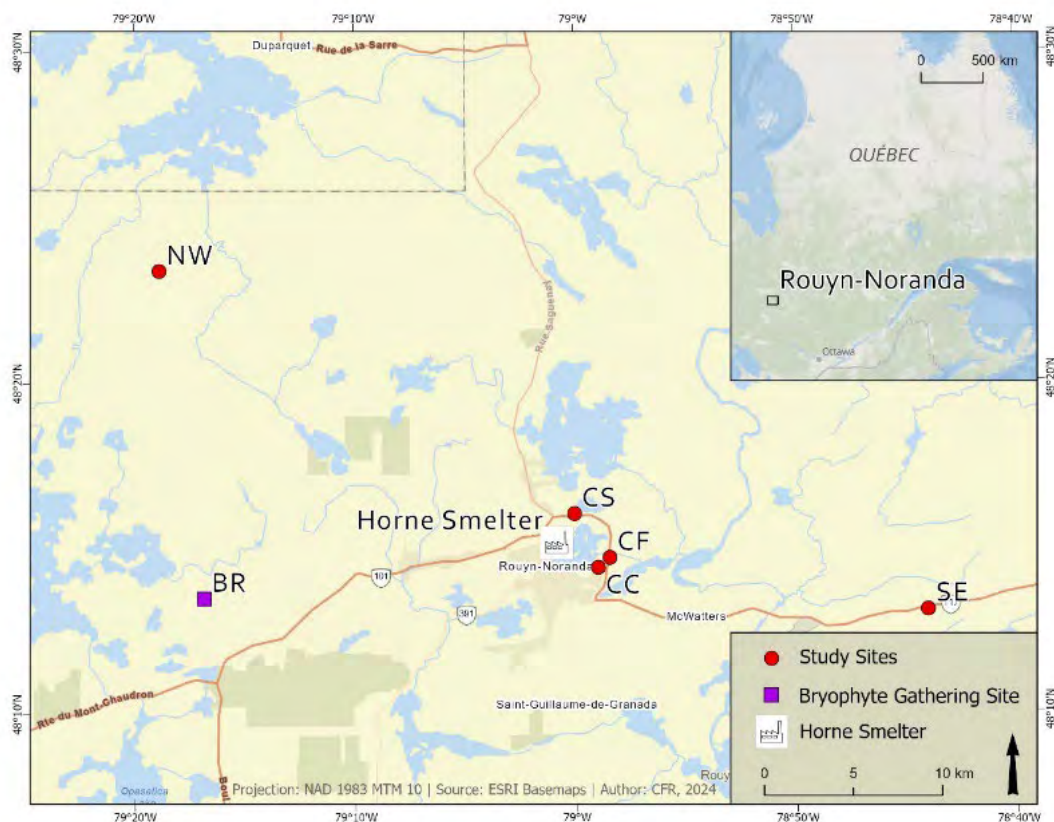 79°20'W
79°10'W
79°W
78°50'W
78°40'W
48°30'N
48°30'N
Duparquet
Rue de la Sarre
0
500 km
QUÉBEC
Rouyn-Noranda
Ottawa
NW
Rue Saguenay
48°20'N
48°20'N
CS
Horne Smelter
CF
Rouyn-Noranda
CC
101
BR
SE
391
McWatters
Study Sites
Bryophyte Gathering Site
Horne Smelter
Rte du Mont-Chaudron
Saint-Guillaume-de-Granada
48°10'N
48°10'N
0
5
10 km
Opasatica
Lake
Boul
Rouy
Projection: NAD 1983 MTM 10 | Source: ESRI Basemaps | Author: CFR, 2024
79°20'W
79°10'W
79°W
78°50'W
78°40'W